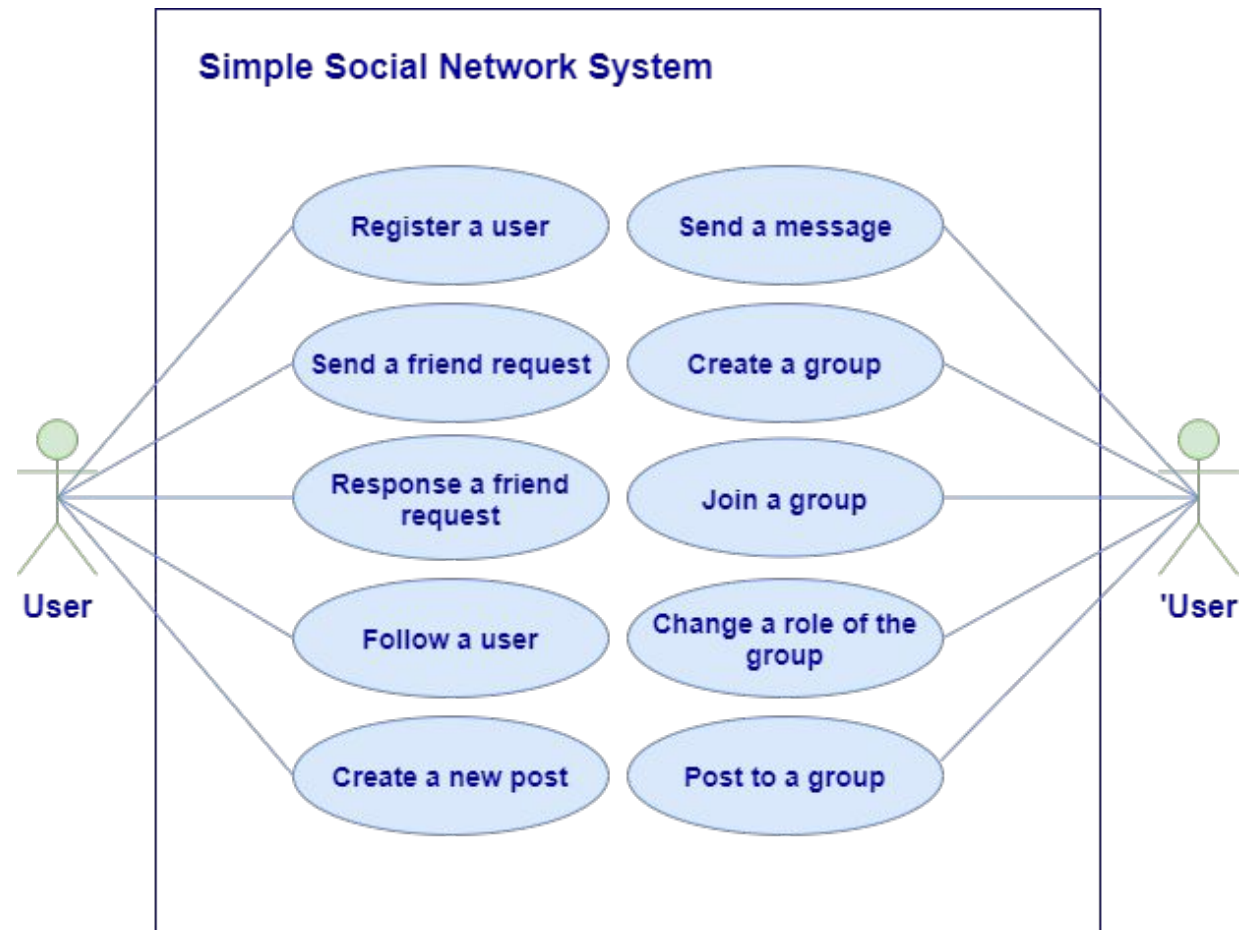 Simple Social Network System
Register a user
Send a message
Send a friend request
Create a group
Response a friend
request
Join a group
User
'User
Follow a user
Change a role of the
group
Create a new post
Post to a group